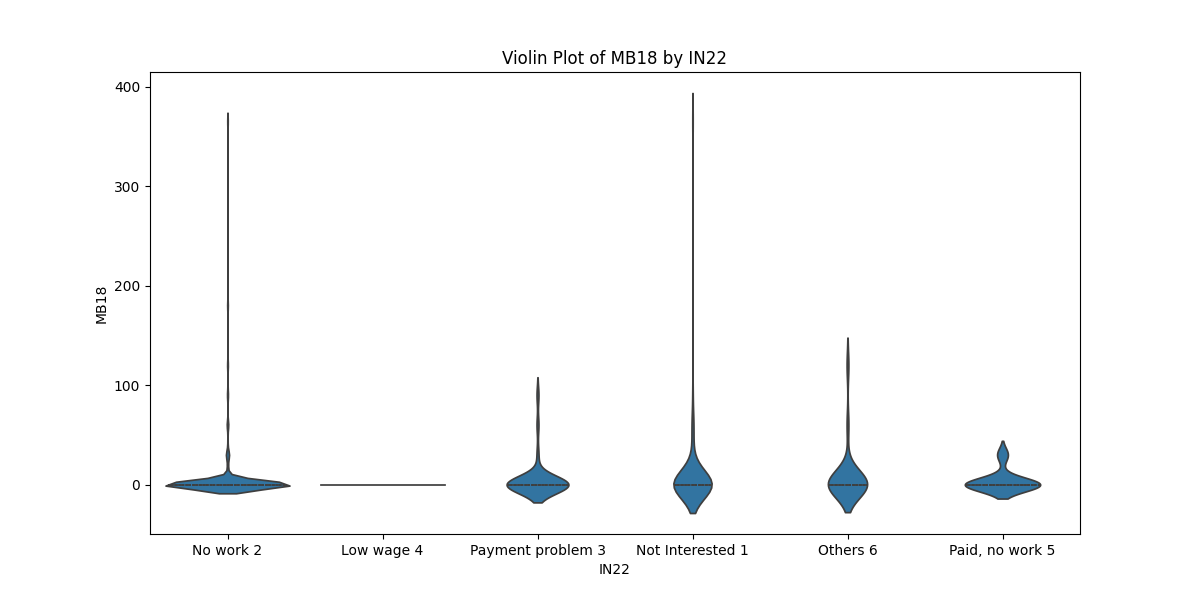 Violin Plot of MB18 by IN22
400
300
200
100
0
MB18
No work 2
Low wage 4
Payment problem 3
Not Interested 1
Others 6
Paid, no work 5
IN22